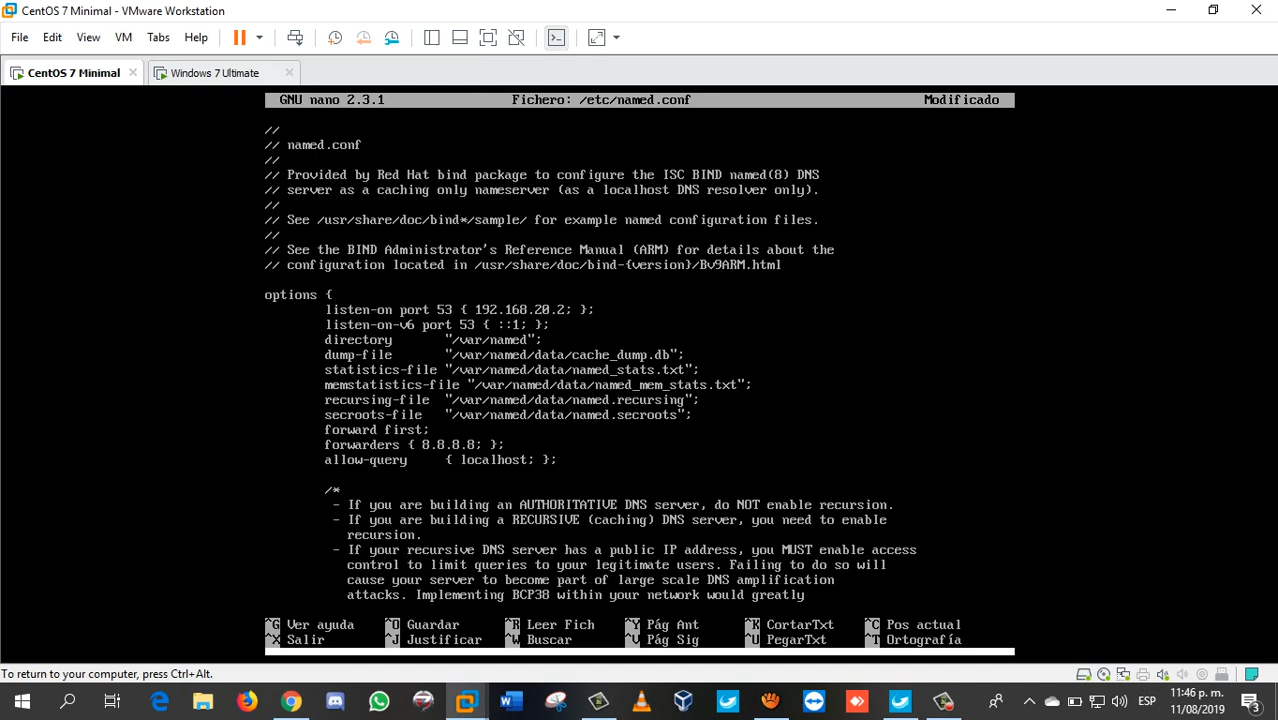 CentOS 7 Minimal - VMware Workstation
File Edit View VM Tabs Help
CentOS 7 Minimal
Windows 7 Ultimate
GNU nano 2.3.1 Fichero: /etc/named.conf Modificado
//
// named.conf
//
// Provided by Red Hat bind package to configure the ISC BIND named(8) DNS
// server as a caching only nameserver (as a localhost DNS resolver only).
//
// See /usr/share/doc/bind*/sample/ for example named configuration files.
//
// See the BIND Administrator's Reference Manual (ARM) for details about the
// configuration located in /usr/share/doc/bind-{version}/Bv9ARM.html
options {
listen-on port 53 { 192.168.20.2; };
listen-on-v6 port 53 { ::1; };
directory "/var/named";
dump-file "/var/named/data/cache_dump.db";
statistics-file "/var/named/data/named_stats.txt";
memstatistics-file "/var/named/data/named_mem_stats.txt";
recursing-file "/var/named/data/named.recursing";
secroots-file "/var/named/data/named.secroots";
forward first;
forwarders { 8.8.8.8; };
allow-query { localhost; };
/*
- If you are building an AUTHORITATIVE DNS server, do NOT enable recursion.
- If you are building a RECURSIVE (caching) DNS server, you need to enable
recursion.
- If your recursive DNS server has a public IP address, you MUST enable access
control to limit queries to your legitimate users. Failing to do so will
cause your server to become part of large scale DNS amplification
attacks. Implementing BCP38 within your network would greatly
^G Ver ayuda ^O Guardar ^R Leer Fich ^Y Pág Ant ^K CortarTxt ^C Pos actual
^X Salir ^J Justificar ^W Buscar ^V Pág Sig ^U PegarTxt ^T Ortografía
To return to your computer, press Ctrl+Alt.
ESP
11:46 p. m.
11/08/2019
3